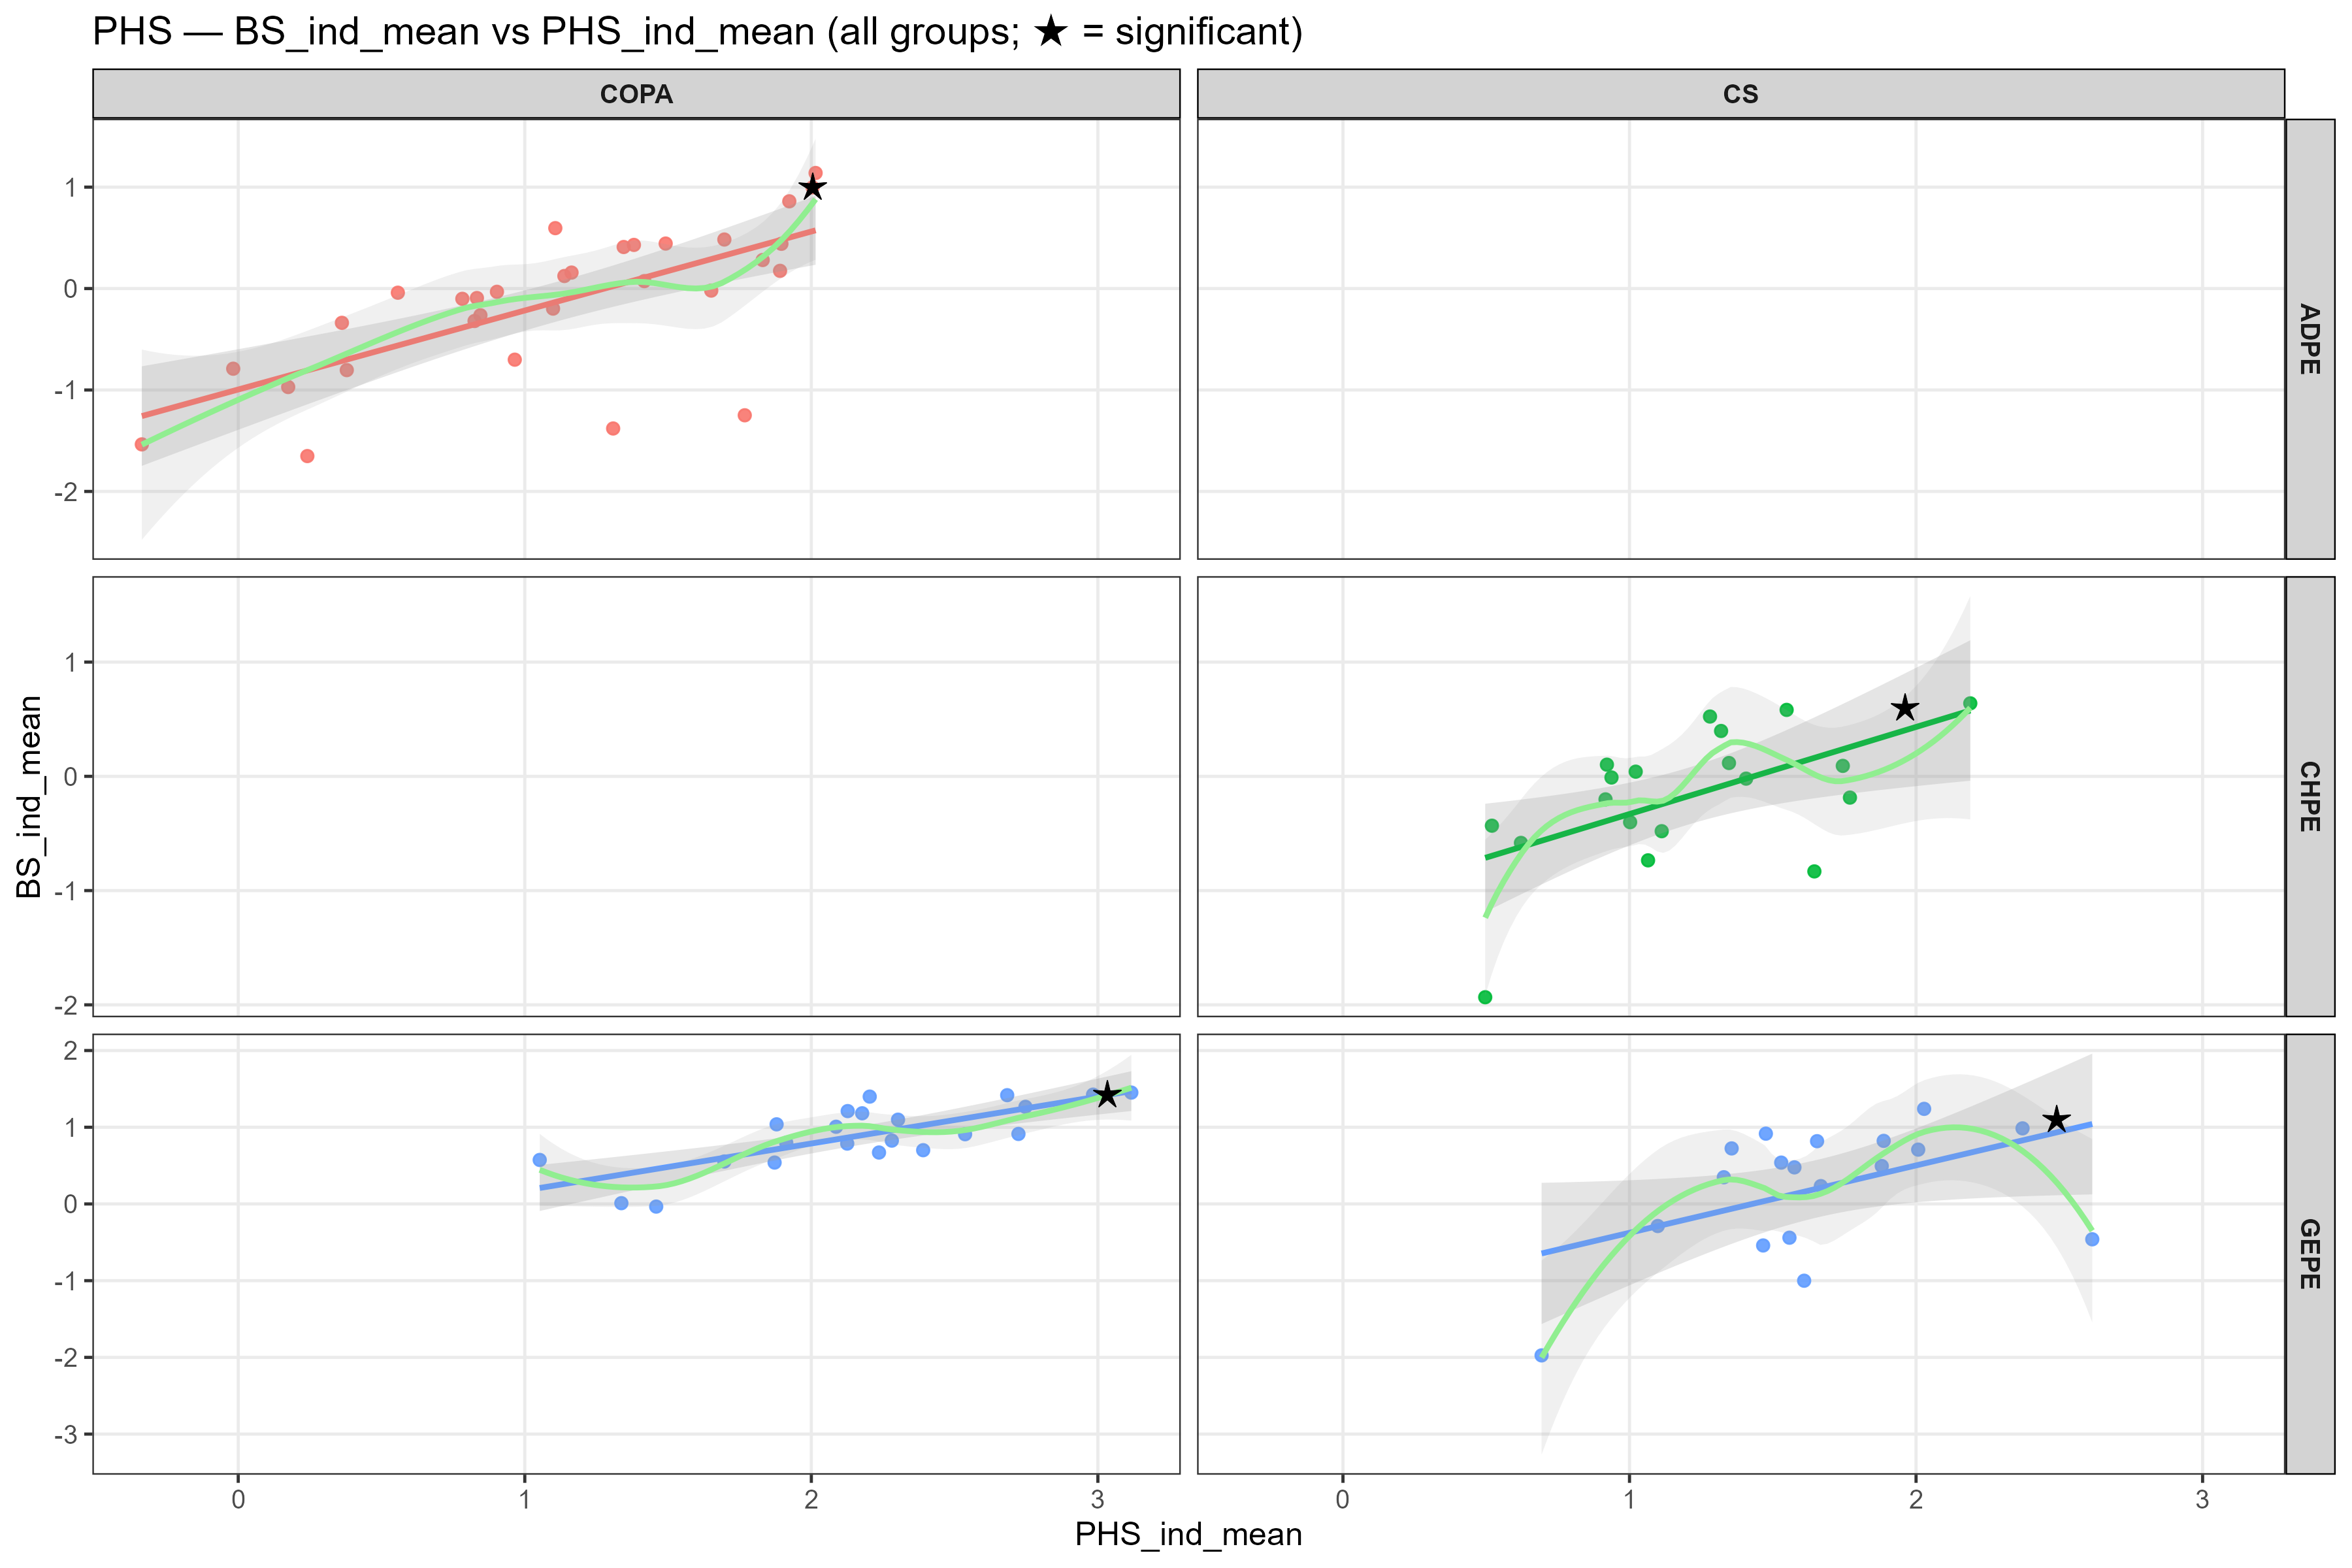 PHS — BS_ind_mean vs PHS_ind_mean (all groups; ★ = significant)
COPA
CS
1
0
-1
-2
ADPE
1
0
-1
-2
CHPE
2
1
0
-1
-2
-3
GEPE
BS_ind_mean
0 1 2 3
0 1 2 3
PHS_ind_mean